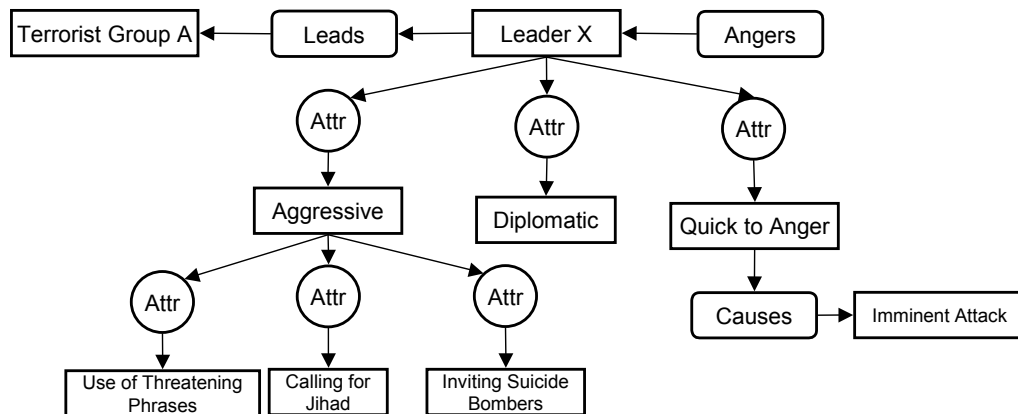 Terrorist Group A
Leads
Leader X
Angers
Attr
Attr
Attr
Aggressive
Diplomatic
Quick to Anger
Attr
Attr
Attr
Causes
Imminent Attack
Use of Threatening
Phrases
Calling for
Jihad
Inviting Suicide
Bombers